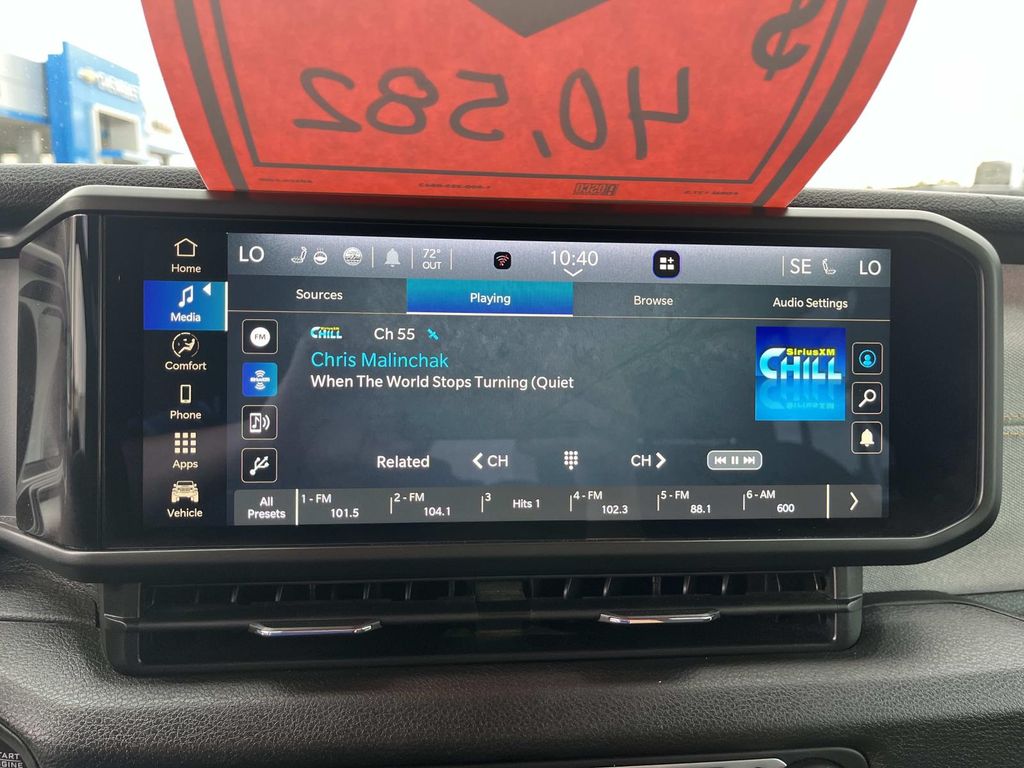 $
40,582
CHEVROLET
Home
Media
Comfort
Phone
Apps
Vehicle
LO
72°
OUT
10:40
SE
LO
Sources
Playing
Browse
Audio Settings
FM
SiriusXM
CHILL
Ch 55
Chris Malinchak
When The World Stops Turning (Quiet
SiriusXM
CHILL
Related
CH
CH
All
Presets
1 - FM
101.5
2 - FM
104.1
3
Hits 1
4 - FM
102.3
5 - FM
88.1
6 - AM
600